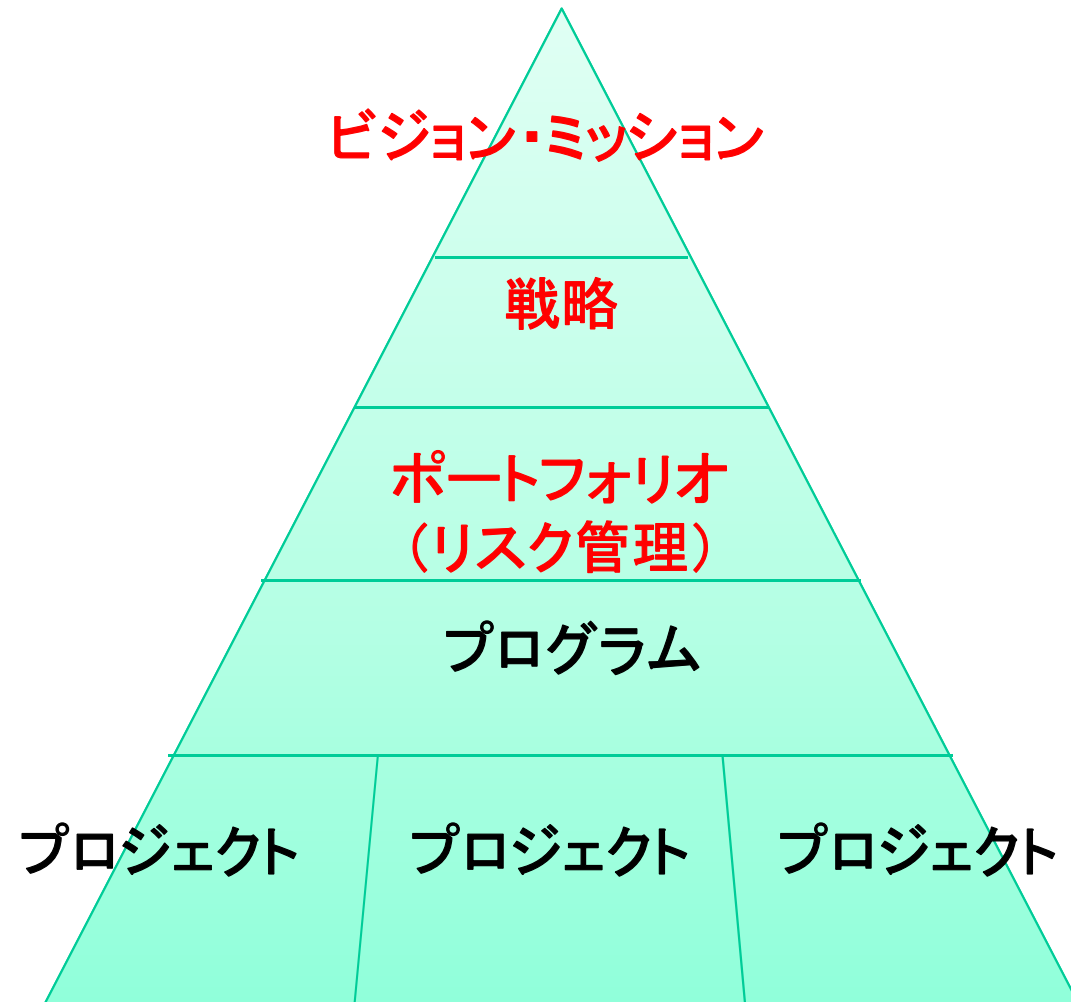 ビジョン・ミッション
戦略
ポートフォリオ
（リスク管理）
プログラム
プロジェクト
プロジェクト
プロジェクト